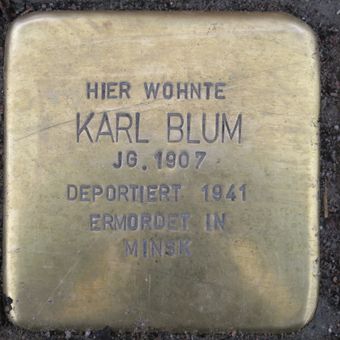 HIER WOHNTE
KARL BLUM
JG. 1907
DEPORTIERT 1941
ERMORDET IN
MINSK